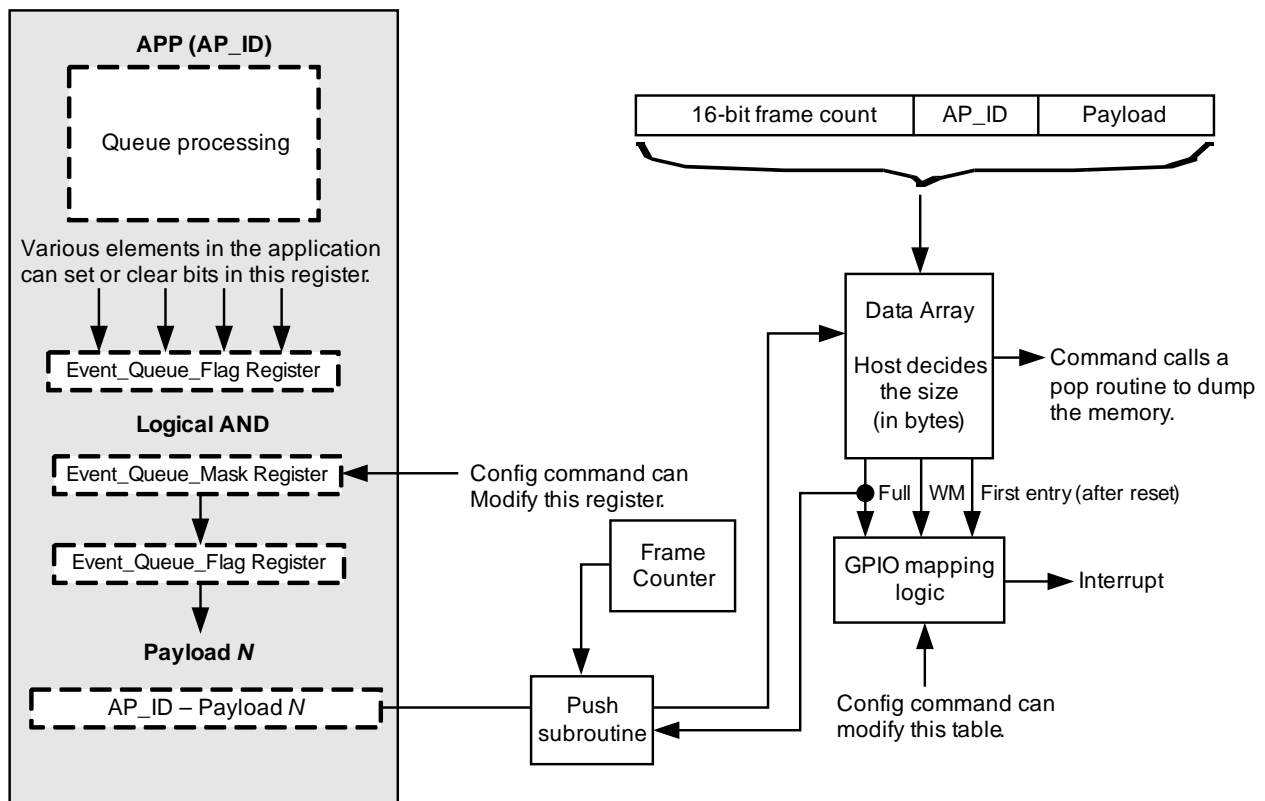 APP (AP_ID)
Queue processing
Various elements in the application
can set or clear bits in this register.
Event_Queue_Flag Register
Logical AND
Event_Queue_Mask Register
Event_Queue_Flag Register
Payload N
AP_ID – Payload N
Config command can
Modify this register.
Frame
Counter
Push
subroutine
16-bit frame count
AP_ID
Payload
Data Array
Host decides
the size
(in bytes)
Command calls a
pop routine to dump
the memory.
Full
WM
First entry (after reset)
GPIO mapping
logic
Interrupt
Config command can
modify this table.